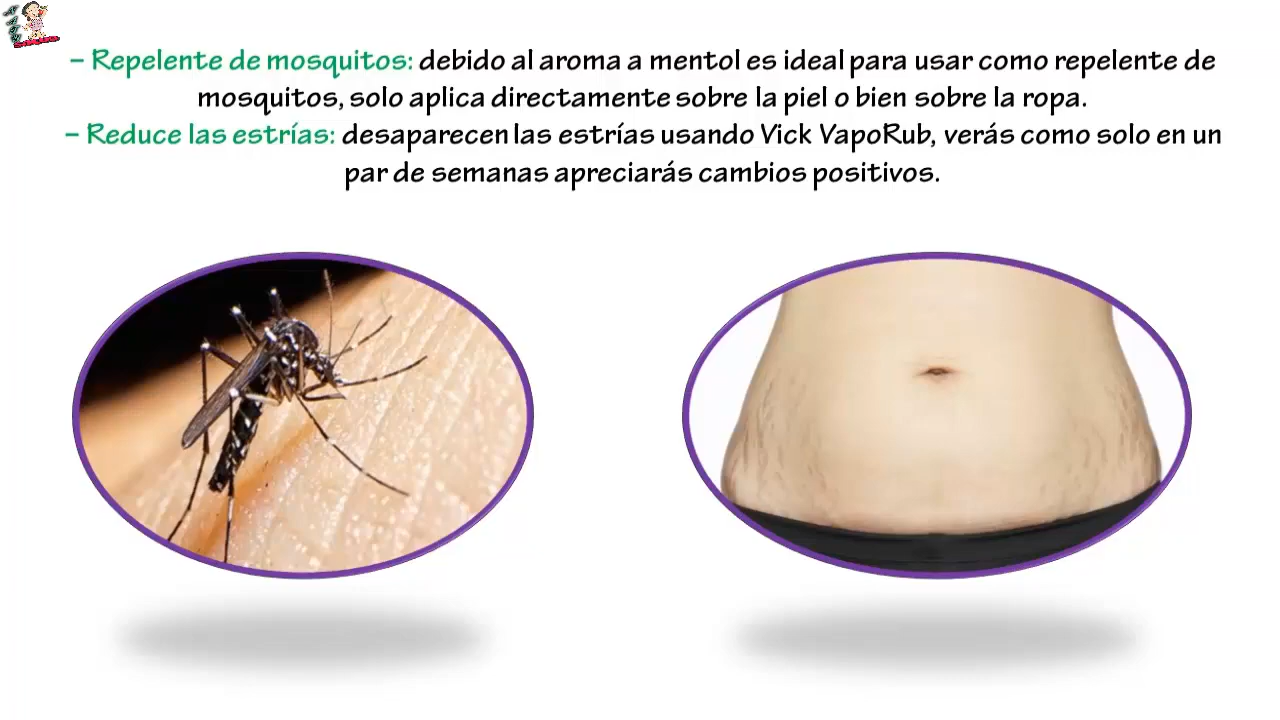 – Repelente de mosquitos: debido al aroma a mentol es ideal para usar como repelente de
mosquitos, solo aplica directamente sobre la piel o bien sobre la ropa.
– Reduce las estrías: desaparecen las estrías usando Vick VapoRub, verás como solo en un
par de semanas apreciarás cambios positivos.